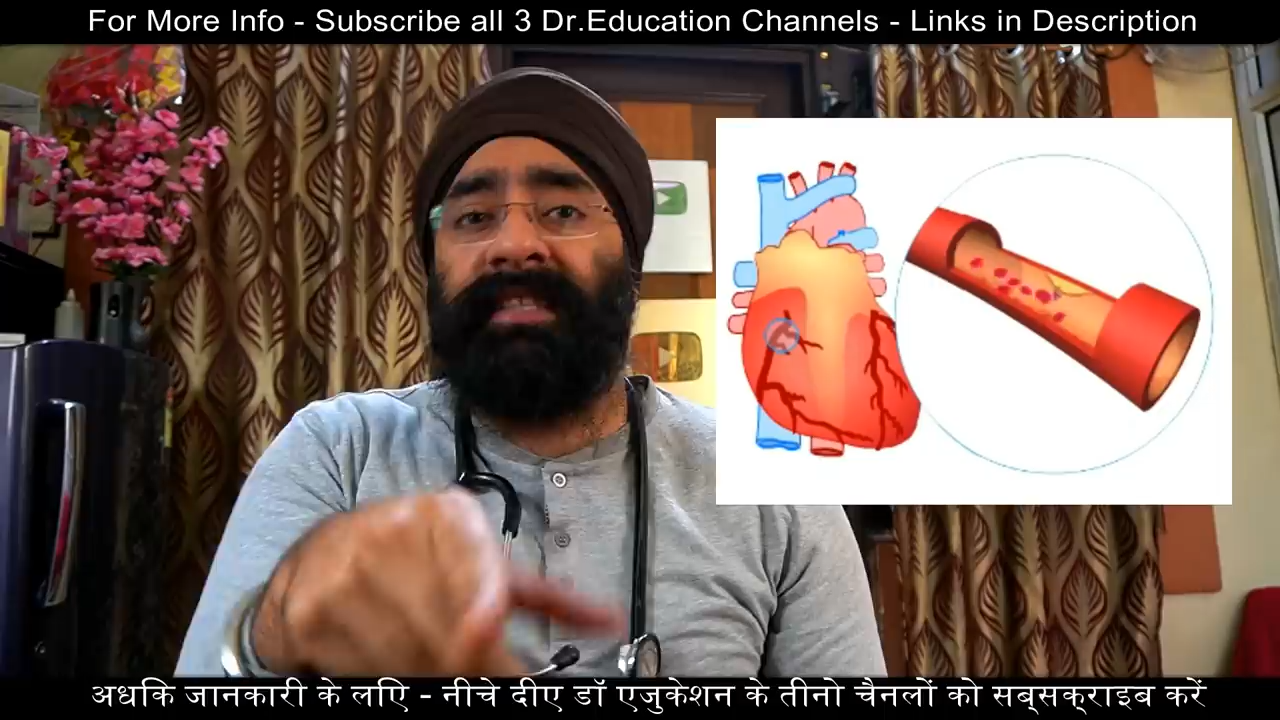 For More Info - Subscribe all 3 Dr.Education Channels - Links in Description
अधकि जानकारी के लएि - नीचे दीए डॉ एजुकेशन के तीनो चैनलों को सब्सक्राइब करें